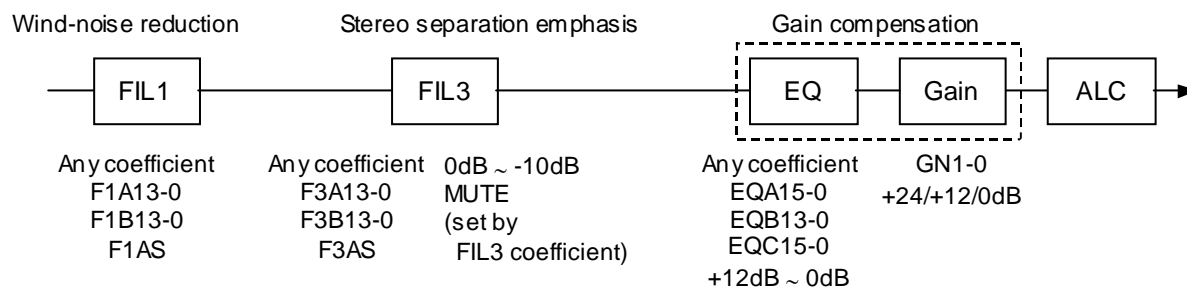 Wind-noise reduction
Stereo separation emphasis
Gain compensation
FIL1
FIL3
EQ
Gain
ALC
Any coefficient
F1A13-0
F1B13-0
F1AS
Any coefficient
F3A13-0
F3B13-0
F3AS
0dB ~ -10dB
MUTE
(set by
FIL3 coefficient)
Any coefficient
EQA15-0
EQB13-0
EQC15-0
+12dB ~ 0dB
GN1-0
+24/+12/0dB